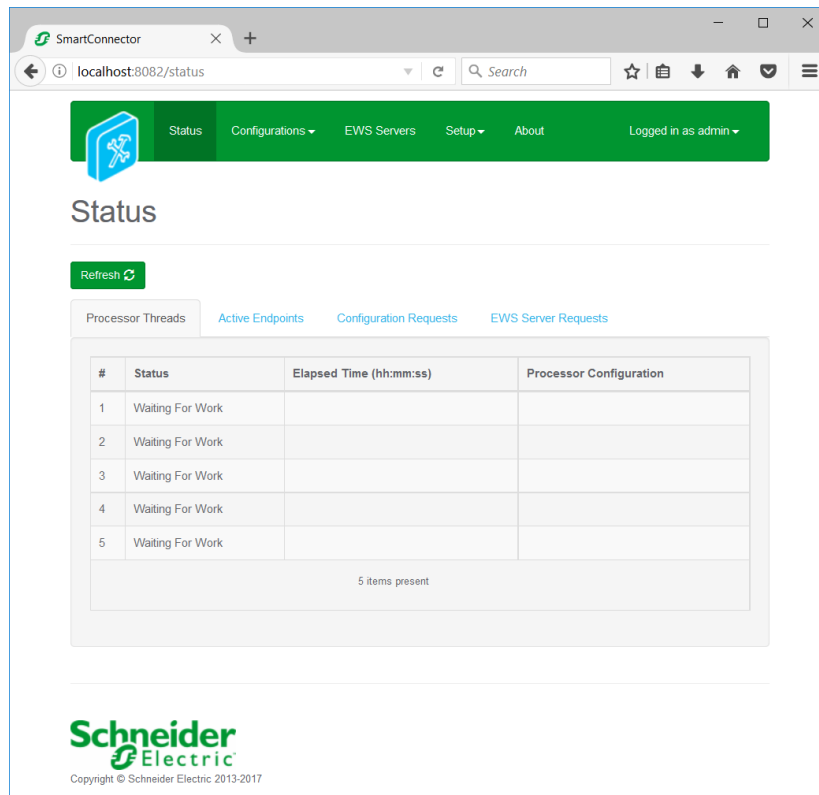 SmartConnector
localhost:8082/status
Search
Status Configurations EWS Servers Setup About Logged in as admin
Status
Refresh
Processor Threads Active Endpoints Configuration Requests EWS Server Requests
# Status Elapsed Time (hh:mm:ss) Processor Configuration
1 Waiting For Work
2 Waiting For Work
3 Waiting For Work
4 Waiting For Work
5 Waiting For Work
5 items present
Schneider
Electric
Copyright © Schneider Electric 2013-2017